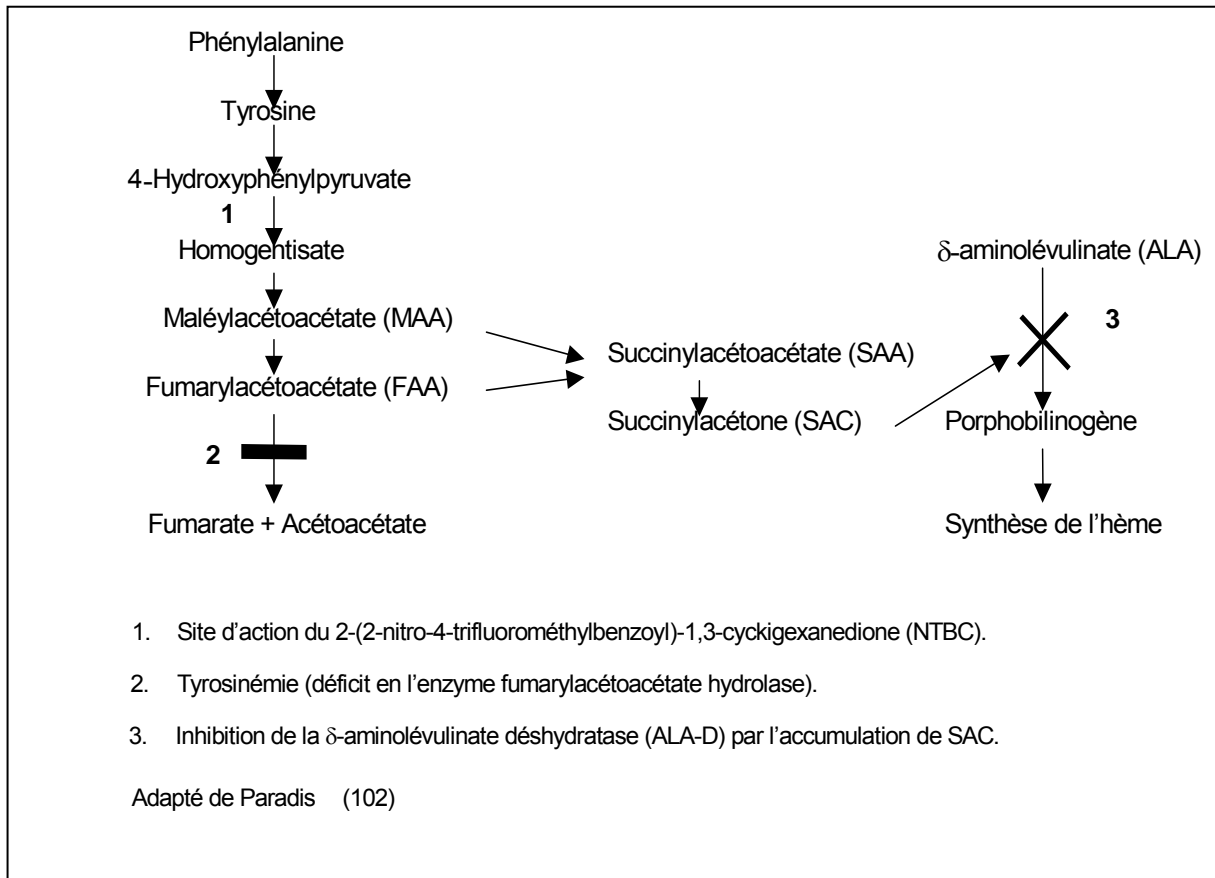 Phénylalanine
Tyrosine
4-Hydroxyphénylpyruvate
1
Homogentisate
δ-aminolévulinate (ALA)
Maléylacétoacétate (MAA)
3
Succinylacétoacétate (SAA)
Fumarylacétoacétate (FAA)
Succinylacétone (SAC)
Porphobilinogène
2
Fumarate + Acétoacétate
Synthèse de l'hème
1. Site d'action du 2-(2-nitro-4-trifluorométhylbenzoyl)-1,3-cyckigexanedione (NTBC).
2. Tyrosinémie (déficit en l'enzyme fumarylacétoacétate hydrolase).
3. Inhibition de la δ-aminolévulinate déshydratase (ALA-D) par l'accumulation de SAC.
Adapté de Paradis (102)